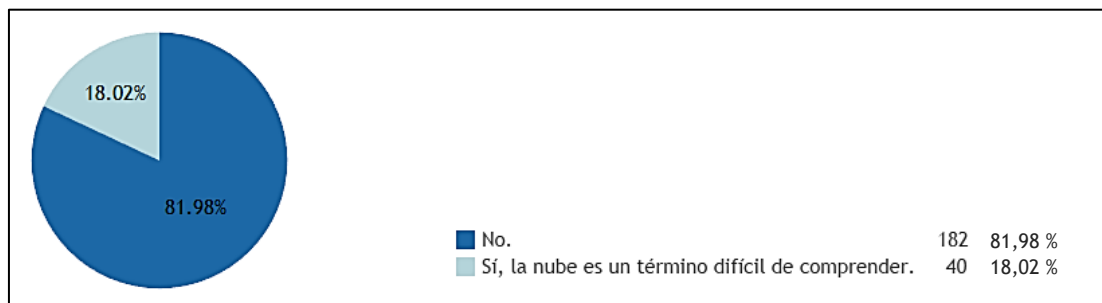 18.02%
81.98%
No. 182 81,98 %
Sí, la nube es un término difícil de comprender. 40 18,02 %